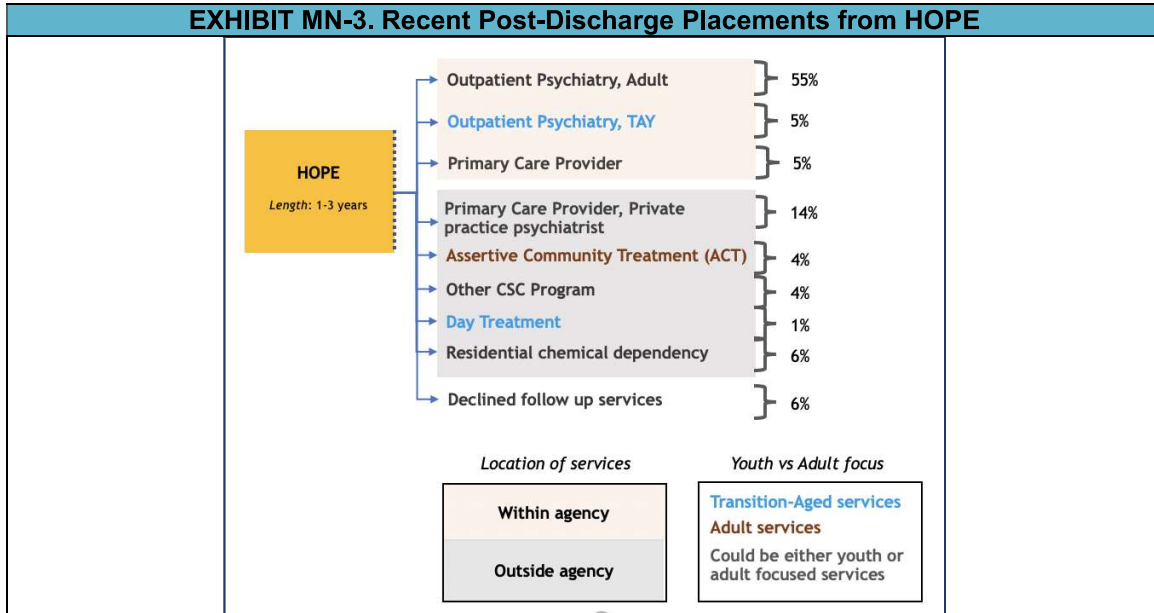 EXHIBIT MN-3. Recent Post-Discharge Placements from HOPE
HOPE
Length: 1-3 years
Outpatient Psychiatry, Adult
55%
Outpatient Psychiatry, TAY
5%
Primary Care Provider
5%
Primary Care Provider, Private
practice psychiatrist
14%
Assertive Community Treatment (ACT)
4%
Other CSC Program
4%
Day Treatment
1%
Residential chemical dependency
6%
Declined follow up services
6%
Location of services
Within agency
Outside agency
Youth vs Adult focus
Transition-Aged services
Adult services
Could be either youth or
adult focused services